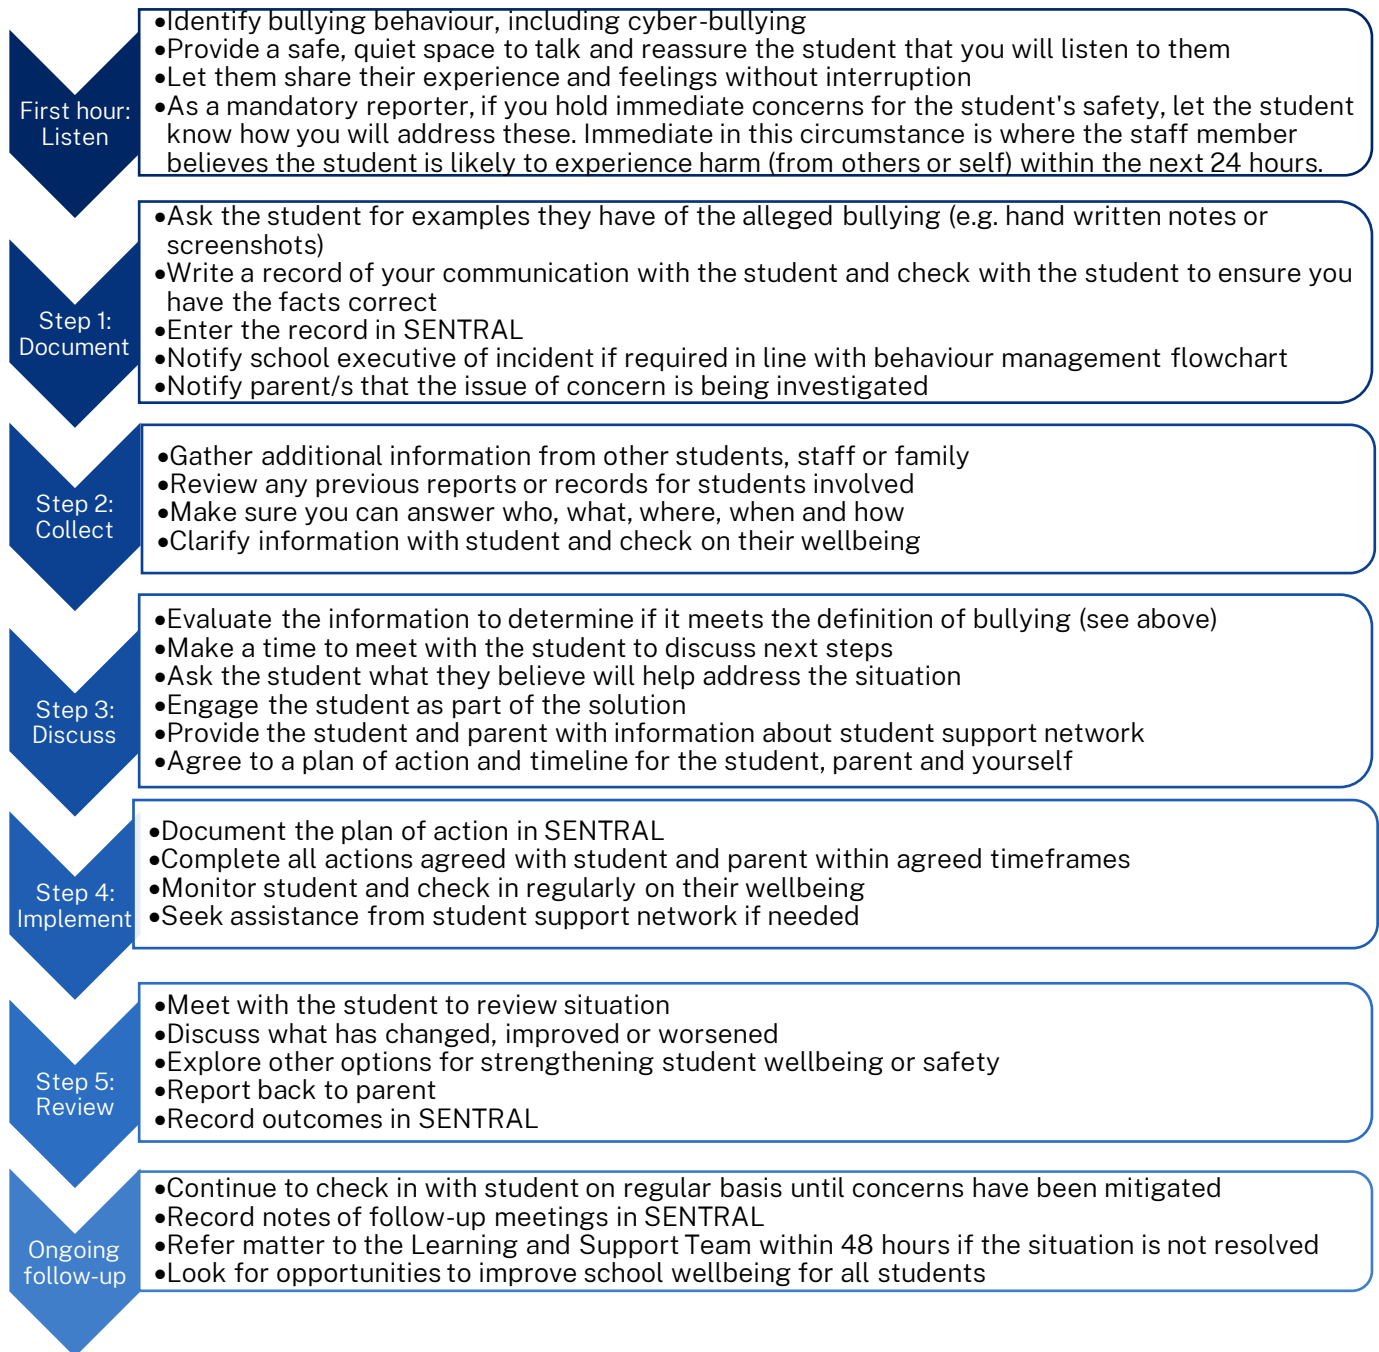 First hour:
Listen
•Identify bullying behaviour, including cyber-bullying
•Provide a safe, quiet space to talk and reassure the student that you will listen to them
•Let them share their experience and feelings without interruption
•As a mandatory reporter, if you hold immediate concerns for the student's safety, let the student
know how you will address these. Immediate in this circumstance is where the staff member
believes the student is likely to experience harm (from others or self) within the next 24 hours.
Step 1:
Document
•Ask the student for examples they have of the alleged bullying (e.g. hand written notes or
screenshots)
•Write a record of your communication with the student and check with the student to ensure you
have the facts correct
•Enter the record in SENTRAL
•Notify school executive of incident if required in line with behaviour management flowchart
•Notify parent/s that the issue of concern is being investigated
Step 2:
Collect
•Gather additional information from other students, staff or family
•Review any previous reports or records for students involved
•Make sure you can answer who, what, where, when and how
•Clarify information with student and check on their wellbeing
Step 3:
Discuss
•Evaluate the information to determine if it meets the definition of bullying (see above)
•Make a time to meet with the student to discuss next steps
•Ask the student what they believe will help address the situation
•Engage the student as part of the solution
•Provide the student and parent with information about student support network
•Agree to a plan of action and timeline for the student, parent and yourself
Step 4:
Implement
•Document the plan of action in SENTRAL
•Complete all actions agreed with student and parent within agreed timeframes
•Monitor student and check in regularly on their wellbeing
•Seek assistance from student support network if needed
Step 5:
Review
•Meet with the student to review situation
•Discuss what has changed, improved or worsened
•Explore other options for strengthening student wellbeing or safety
•Report back to parent
•Record outcomes in SENTRAL
Ongoing
follow-up
•Continue to check in with student on regular basis until concerns have been mitigated
•Record notes of follow-up meetings in SENTRAL
•Refer matter to the Learning and Support Team within 48 hours if the situation is not resolved
•Look for opportunities to improve school wellbeing for all students